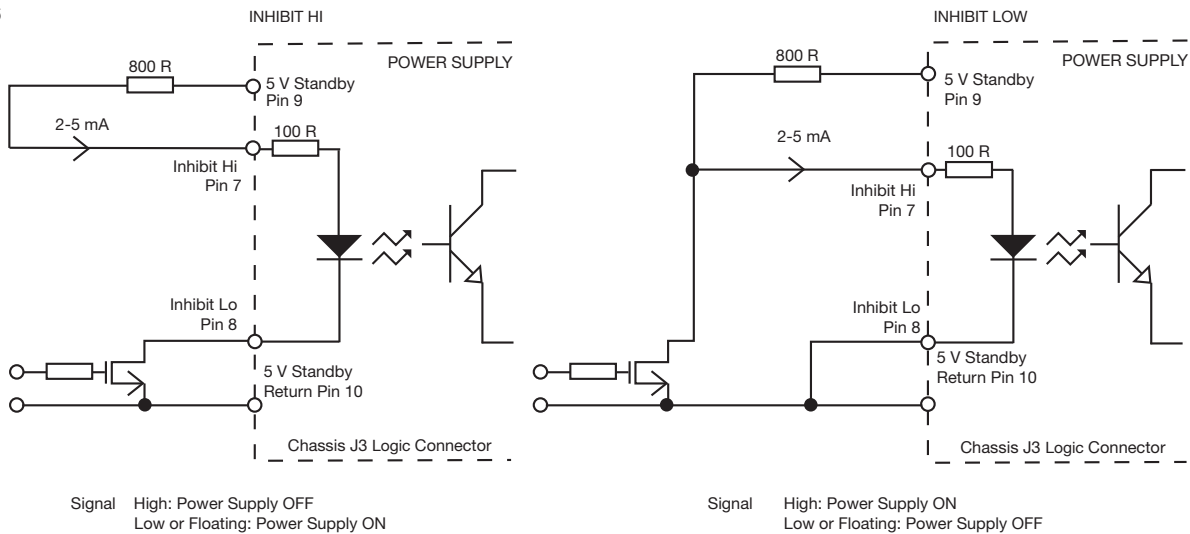 INHIBIT HI
POWER SUPPLY
800 R
5 V Standby
Pin 9
2-5 mA
100 R
Inhibit Hi
Pin 7
Inhibit Lo
Pin 8
5 V Standby
Return Pin 10
Chassis J3 Logic Connector
Signal High: Power Supply OFF
Low or Floating: Power Supply ON
INHIBIT LOW
POWER SUPPLY
800 R
5 V Standby
Pin 9
2-5 mA
100 R
Inhibit Hi
Pin 7
Inhibit Lo
Pin 8
5 V Standby
Return Pin 10
Chassis J3 Logic Connector
Signal High: Power Supply ON
Low or Floating: Power Supply OFF